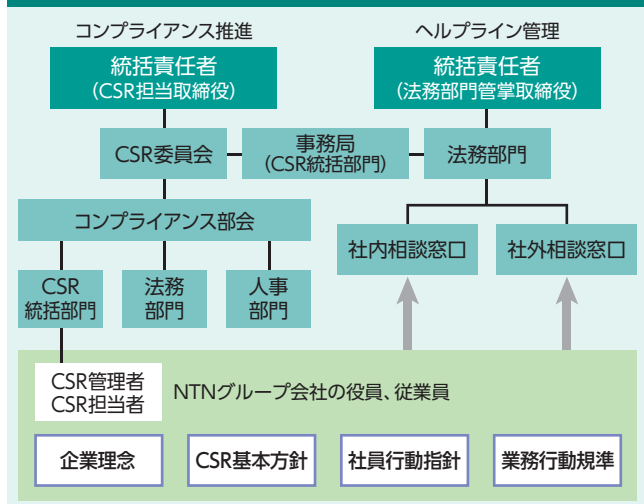 コンプライアンス推進
ヘルプライン管理
統括責任者
(CSR担当取締役)
統括責任者
(法務部門管掌取締役)
CSR委員会
事務局
(CSR統括部門)
法務部門
コンプライアンス部会
社内相談窓口
社外相談窓口
CSR
統括部門
法務
部門
人事
部門
CSR管理者
CSR担当者
NTNグループ会社の役員、従業員
企業理念
CSR基本方針
社員行動指針
業務行動規準